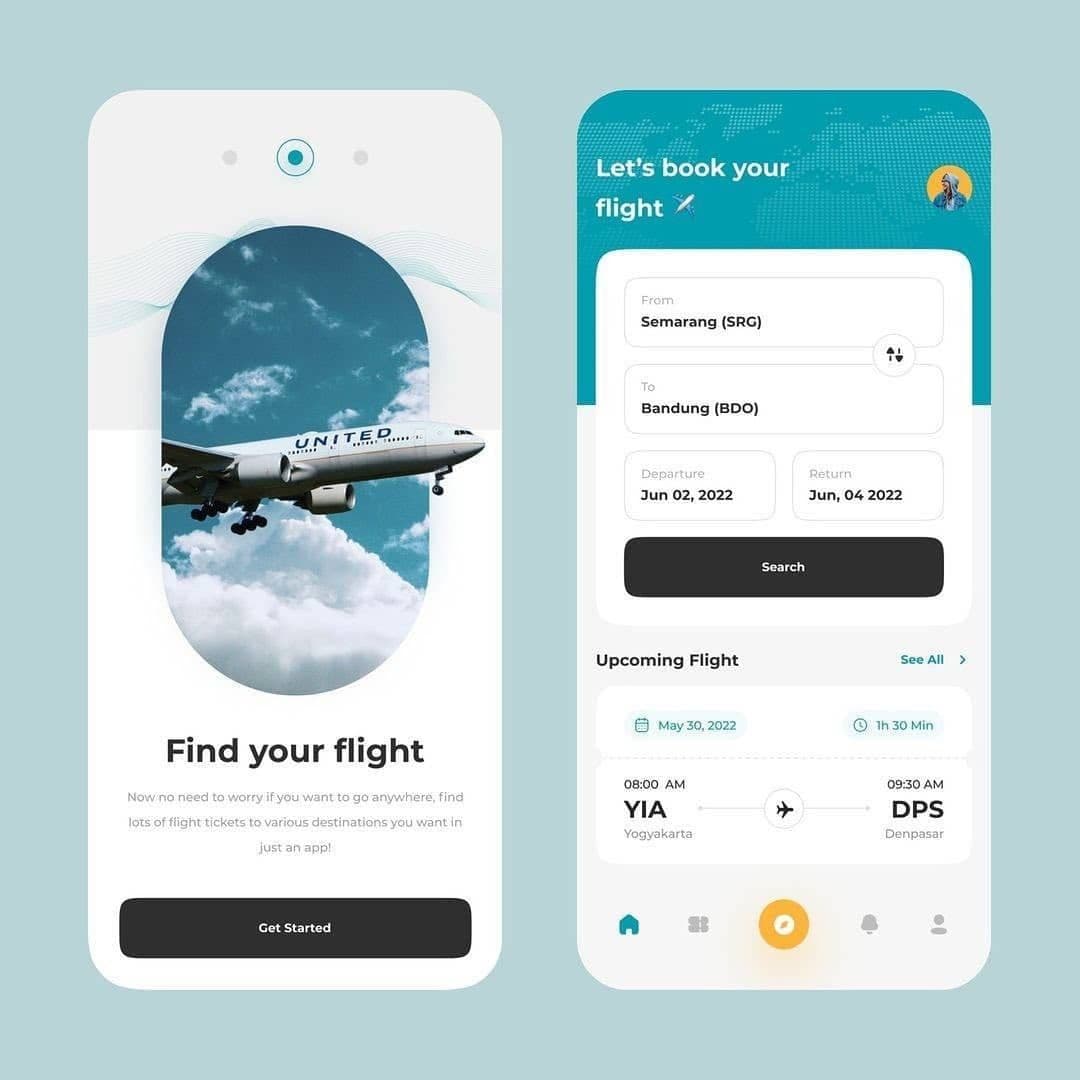 UNITED
Find your flight
Now no need to worry if you want to go anywhere, find
lots of flight tickets to various destinations you want in
just an app!
Get Started
Let's book your
flight
From
Semarang (SRG)
To
Bandung (BDO)
Departure
Jun 02, 2022
Return
Jun, 04 2022
Search
Upcoming Flight
See All
May 30, 2022
1h 30 Min
08:00 AM
09:30 AM
YIA
DPS
Yogyakarta
Denpasar